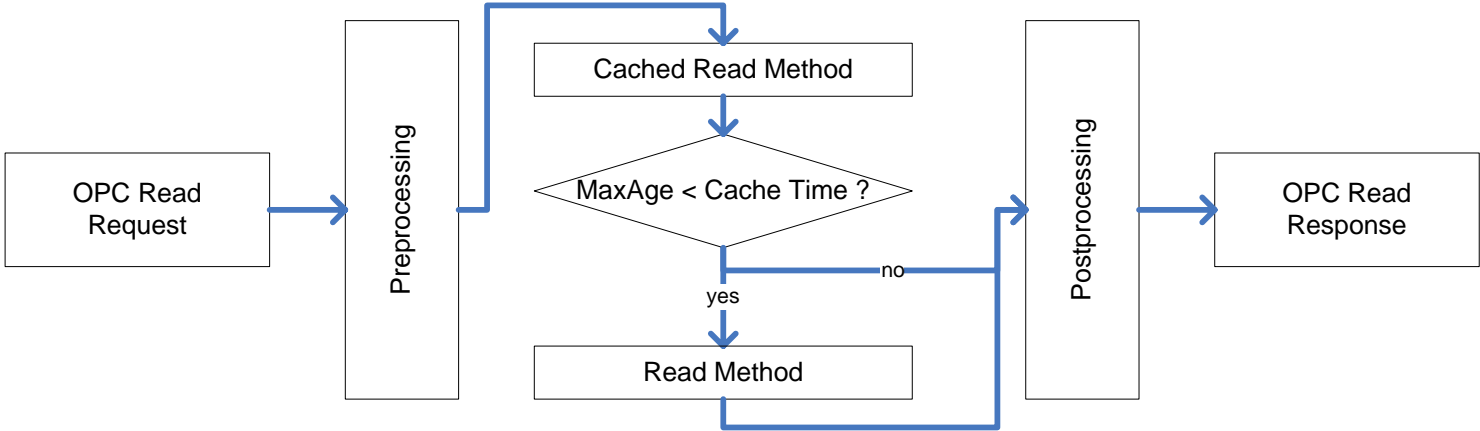 OPC Read
Request
Preprocessing
Cached Read Method
MaxAge < Cache Time ?
no
yes
Read Method
Postprocessing
OPC Read
Response